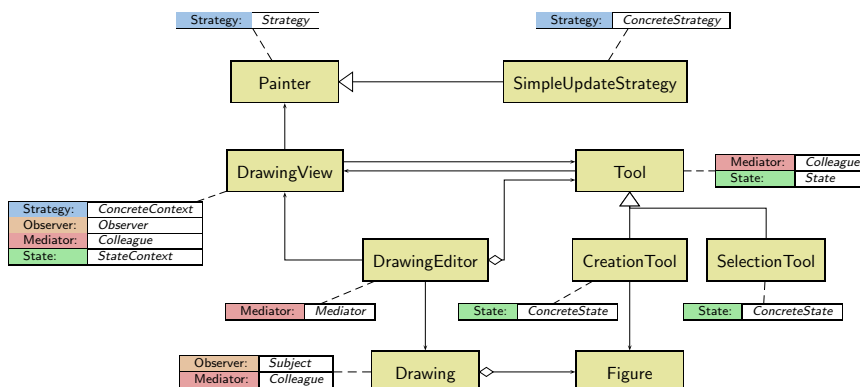 Strategy: Strategy
Strategy: ConcreteStrategy
Painter
SimpleUpdateStrategy
DrawingView
Tool
Mediator: Colleague
State: State
Strategy: ConcreteContext
Observer: Observer
Mediator: Colleague
State: StateContext
DrawingEditor
CreationTool
SelectionTool
Mediator: Mediator
State: ConcreteState
State: ConcreteState
Observer: Subject
Mediator: Colleague
Drawing
Figure